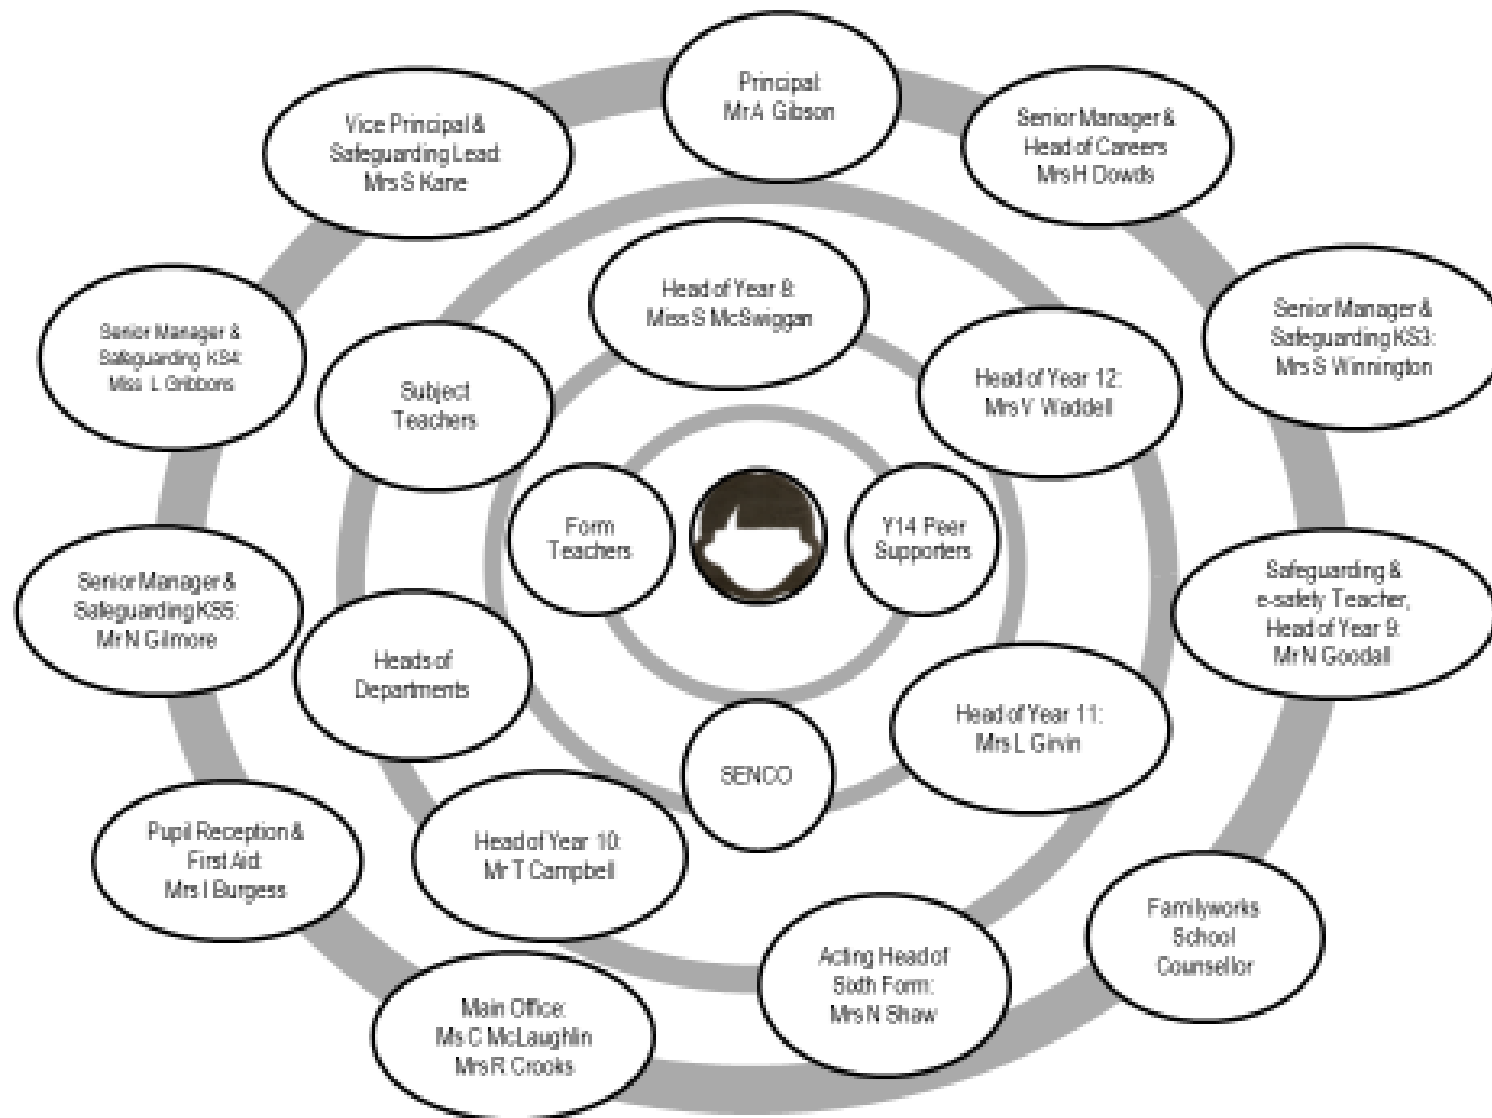 Principal:
Mr A Gibson
Vice Principal &
Safeguarding Lead:
Mrs S Kane
Senior Manager &
Head of Careers
Mrs H Dowds
Head of Year 8:
Miss S McSwiggan
Senior Manager &
Safeguarding KS4:
Miss L Gribbons
Subject
Teachers
Head of Year 12:
Mrs V Waddell
Senior Manager &
Safeguarding KS3:
Mrs S Winnington
Form
Teachers
Y14 Peer
Supporters
Senior Manager &
Safeguarding KS5:
Mr N Gilmore
Heads of
Departments
Safeguarding &
e-safety Teacher,
Head of Year 9:
Mr N Goodall
Head of Year 11:
Mrs L Girvin
SENCO
Pupil Reception &
First Aid:
Mrs I Burgess
Head of Year 10:
Mr T Campbell
Familyworks
School
Counsellor
Acting Head of
Sixth Form:
Mrs N Shaw
Main Office:
Ms C McLaughlin
Mrs R Crooks